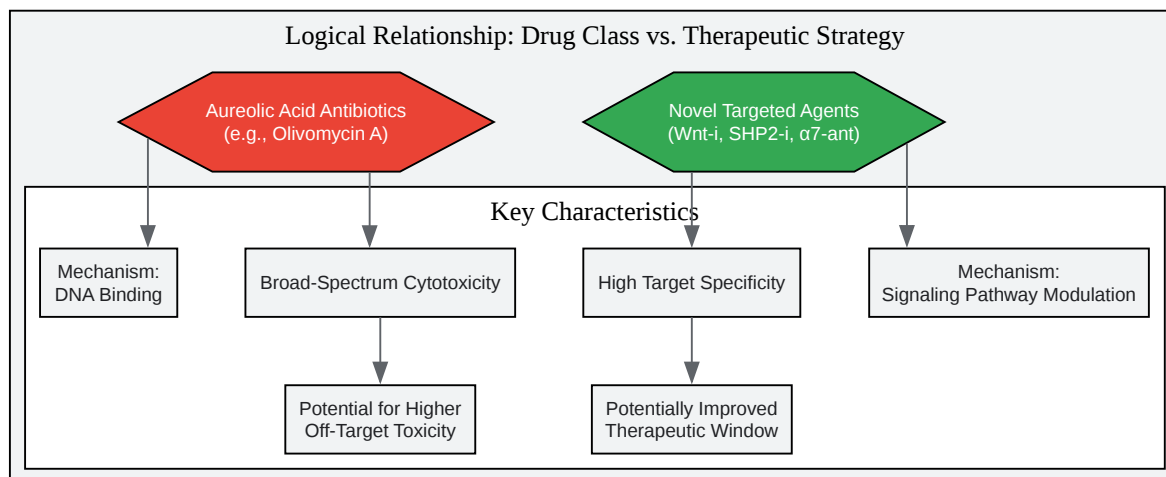 Logical Relationship: Drug Class vs. Therapeutic Strategy
Aureolic Acid Antibiotics
(e.g., Olivomycin A)
Novel Targeted Agents
(Wnt-i, SHP2-i, α7-ant)
Key Characteristics
Mechanism:
DNA Binding
Broad-Spectrum Cytotoxicity
High Target Specificity
Mechanism:
Signaling Pathway Modulation
Potential for Higher
Off-Target Toxicity
Potentially Improved
Therapeutic Window